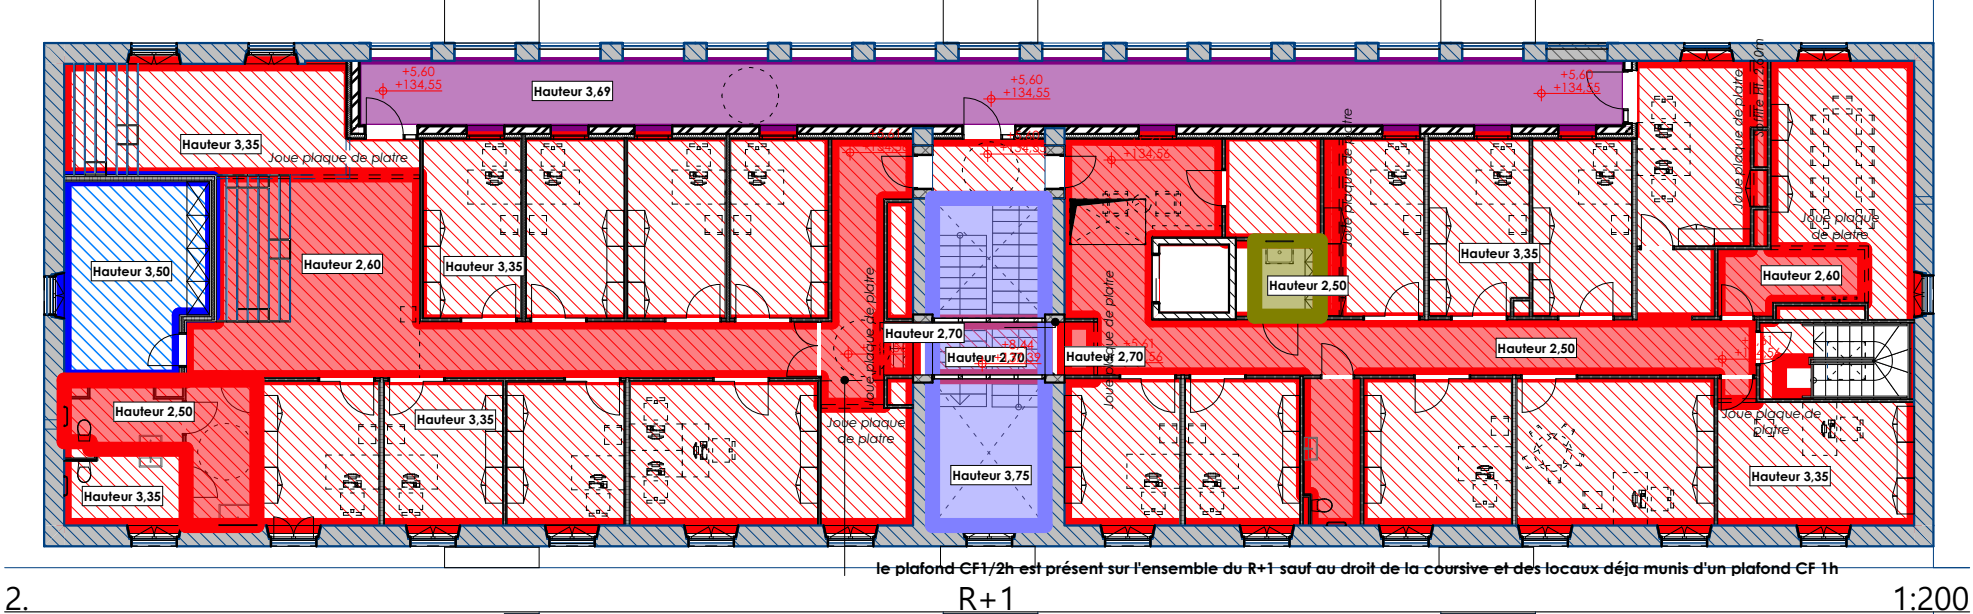 +5,60
+134,55
Hauteur 3,69
+5,60
+134,55
+5,60
+134,55
Hauteur 3,35
Joue plaque de platre
+134,56
Joue plaque de platre
Joue plaque de platre
Joue plaque
de platre
Hauteur 3,50
Hauteur 2,60
Hauteur 3,35
Joue plaque de platre
Joue plaque de platre
Hauteur 2,50
Hauteur 3,35
Hauteur 2,60
Hauteur 2,70
+8,44
Hauteur 2,70
Hauteur 2,70
+5,61
Hauteur 2,50
Hauteur 2,50
Hauteur 3,35
Joue plaque
de platre
Joue plaque de
platre
Hauteur 3,35
Hauteur 3,75
Hauteur 3,35
le plafond CF1/2h est présent sur l'ensemble du R+1 sauf au droit de la coursive et des locaux déja munis d'un plafond CF 1h
2.
R+1
1:200